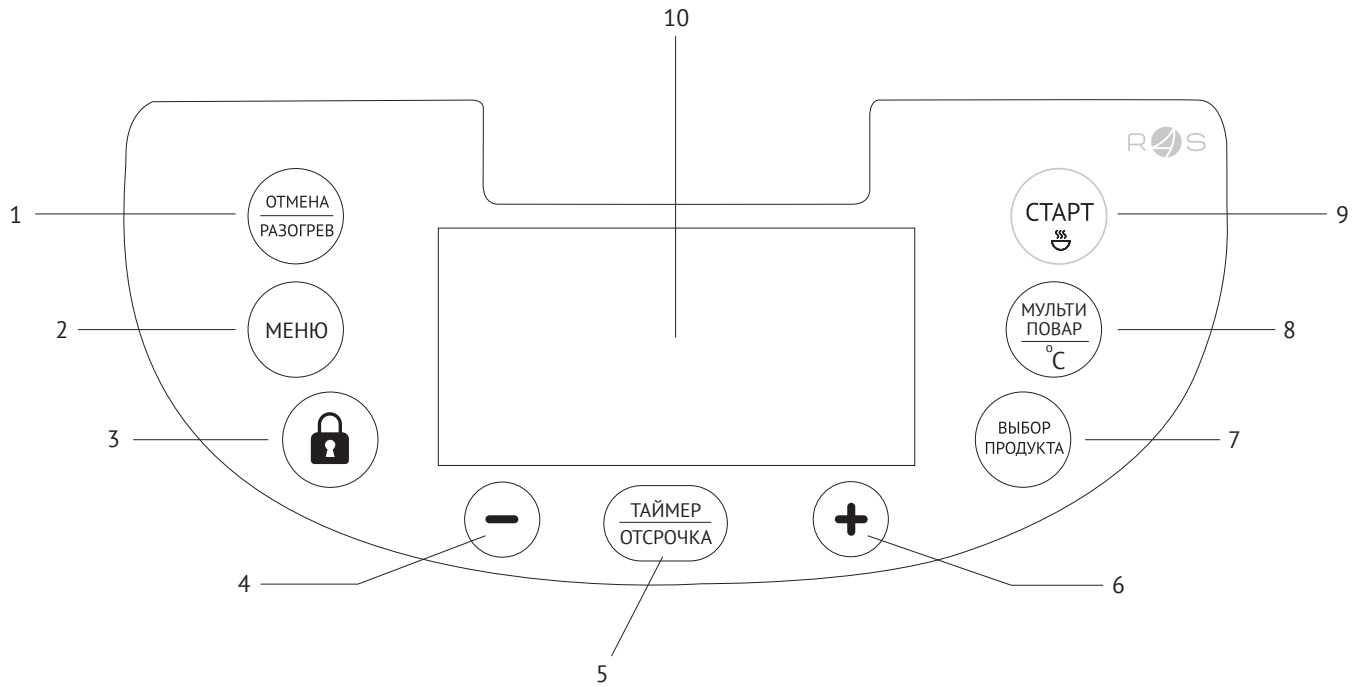 10
R4S
1
ОТМЕНА
РАЗОГРЕВ
СТАРТ
9
2
МЕНЮ
МУЛЬТИ
ПОВАР
°C
8
3
ВЫБОР
ПРОДУКТА
7
4
ТАЙМЕР
ОТСРОЧКА
6
5